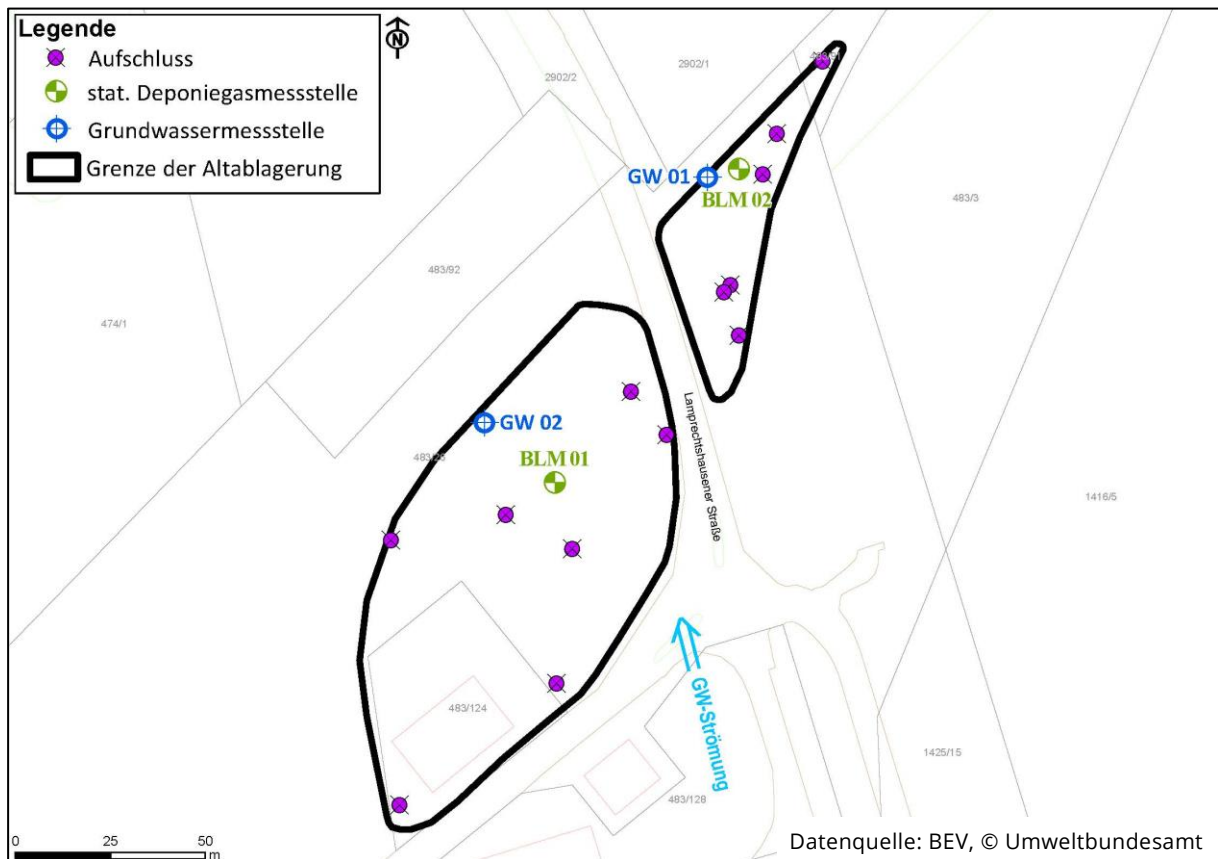 Legende
Aufschluss
stat. Deponiegasmessstelle
Grundwassermessstelle
Grenze der Altablagerung
N
2902/2
2902/1
GW 01
BLM 02
483/3
483/92
474/1
GW 02
BLM 01
Lamprechtshausener Straße
1416/5
GW-Strömung
483/124
1425/15
483/128
0 25 50
m
Datenquelle: BEV, © Umweltbundesamt